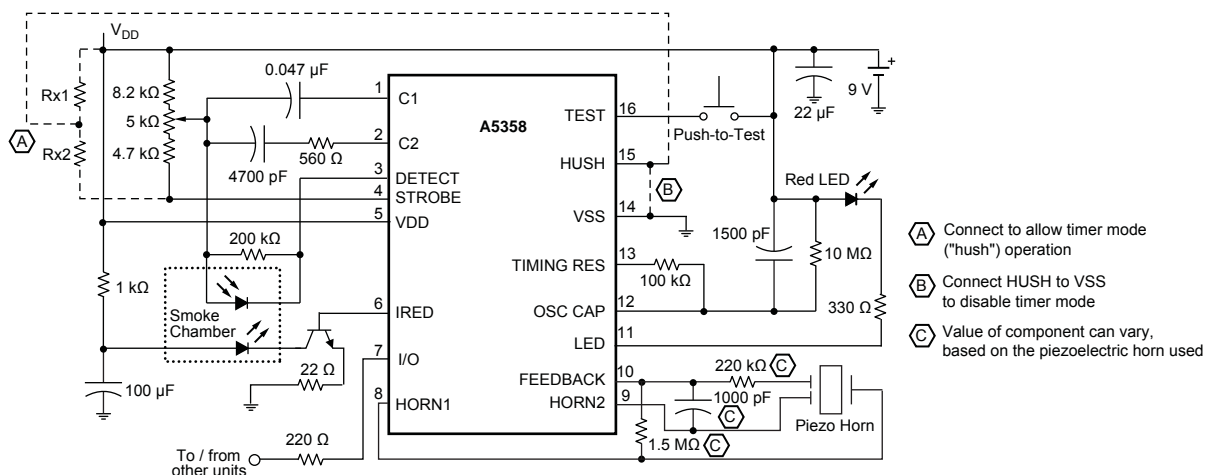 V_DD
Rx1
A
Rx2
8.2 kΩ
5 kΩ
4.7 kΩ
0.047 µF
4700 pF
560 Ω
200 kΩ
1 kΩ
Smoke
Chamber
100 µF
22 Ω
220 Ω
To / from
other units
A5358
1 C1
2 C2
3 DETECT
4 STROBE
5 VDD
6 IRED
7 I/O
8 HORN1
TEST 16
HUSH 15
VSS 14
TIMING RES 13
OSC CAP 12
LED 11
FEEDBACK 10
HORN2 9
Push-to-Test
22 µF
9 V
+
B
Red LED
1500 pF
10 MΩ
100 kΩ
330 Ω
220 kΩ C
1000 pF
C
1.5 MΩ C
Piezo Horn
A Connect to allow timer mode
("hush") operation
B Connect HUSH to VSS
to disable timer mode
C Value of component can vary,
based on the piezoelectric horn used